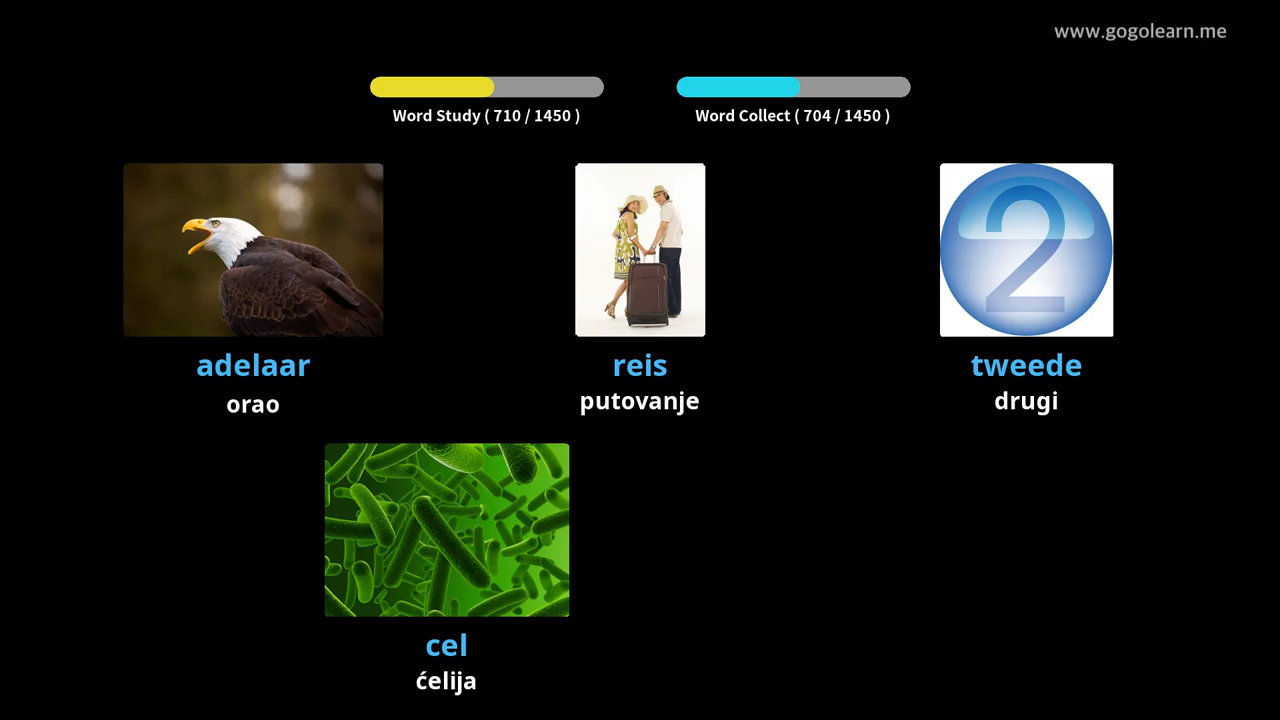 www.gogolearn.me
Word Study ( 710 / 1450 )
Word Collect ( 704 / 1450 )
2
adelaar
reis
tweede
orao
putovanje
drugi
cel
ćelija